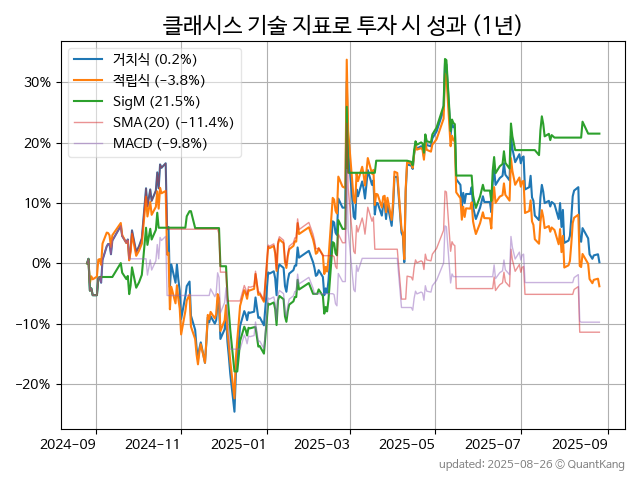 클래시스 기술 지표로 투자 시 성과 (1년)
거치식 (0.2%)
적립식 (−3.8%)
SigM (21.5%)
SMA(20) (−11.4%)
MACD (−9.8%)
30%
20%
10%
0%
−10%
−20%
2024−09
2024−11
2025−01
2025−03
2025−05
2025−07
2025−09
updated: 2025-08-26 © QuantKang